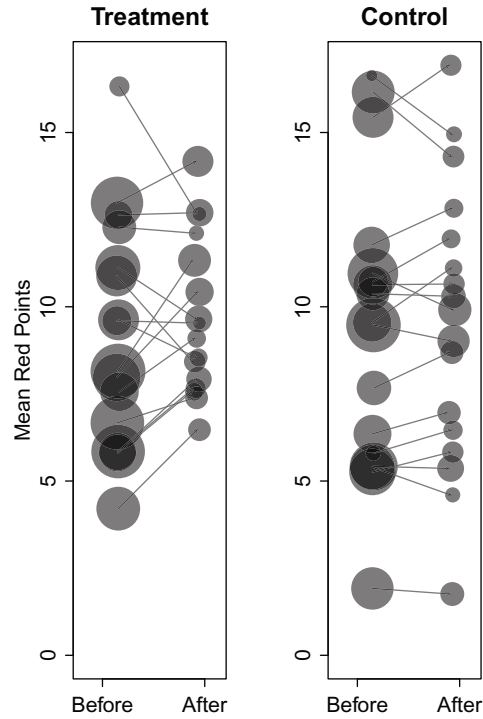 Treatment Control
Mean Red Points
15 15
10 10
5 5
0 0
Before After Before After